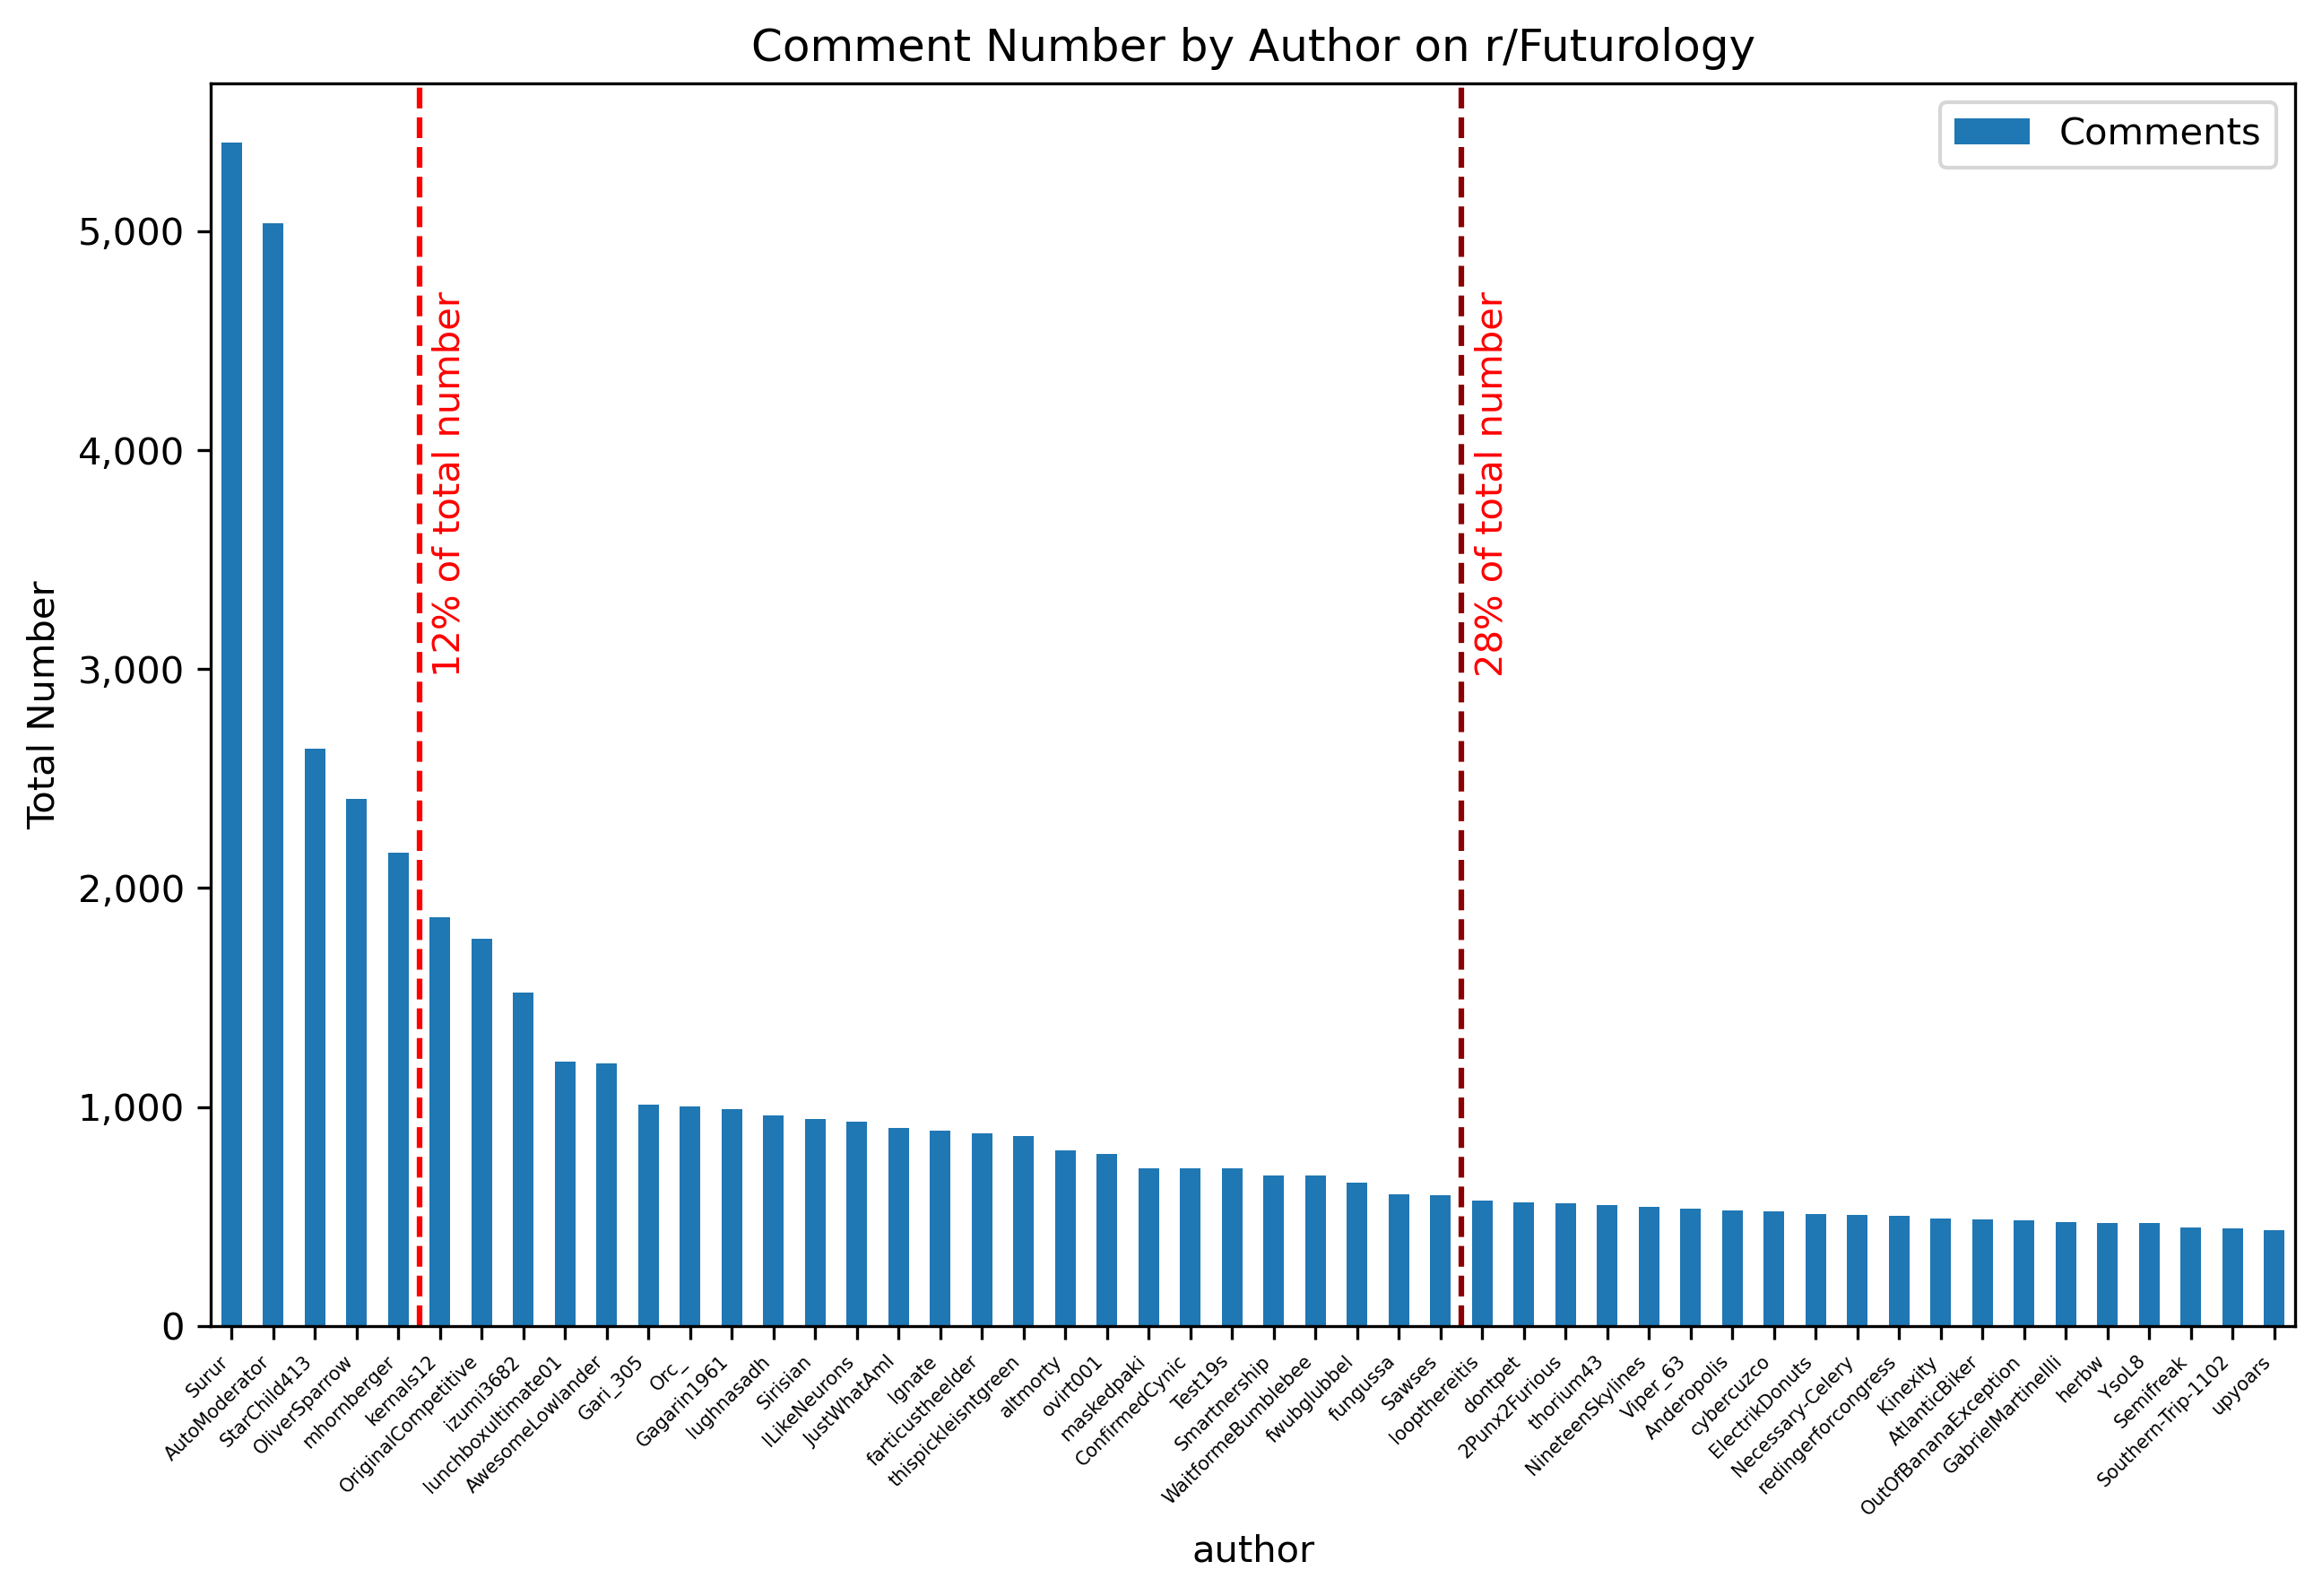 Comment Number by Author on r/Futurology
Comments
5,000
4,000
3,000
2,000
1,000
0
Total Number
12% of total number
28% of total number
Surur
AutoModerator
StarChild413
OliverSparrow
mhornberger
kernals12
OriginalCompetitive
izumi3682
lunchboxultimate01
AwesomeLowlander
Gari_305
Orc_
Gagarin1961
lughnasadh
Sirisian
ILikeNeurons
JustWhatAmI
Ignate
farticustheelder
thispickleisntgreen
altmorty
ovirt001
maskedpaki
ConfirmedCynic
Test19s
Smartnership
WaitformeBumblebee
fwubglubbel
fungussa
Sawses
loopthereitis
dontpet
2Punx2Furious
thorium43
NineteenSkylines
Viper_63
Anderopolis
cybercuzco
ElectrikDonuts
Necessary-Celery
redingerforcongress
Kinexity
AtlanticBiker
OutOfBananaException
GabrielMartinellli
herbw
YsoL8
Semifreak
Southern-Trip-1102
upyoars
author